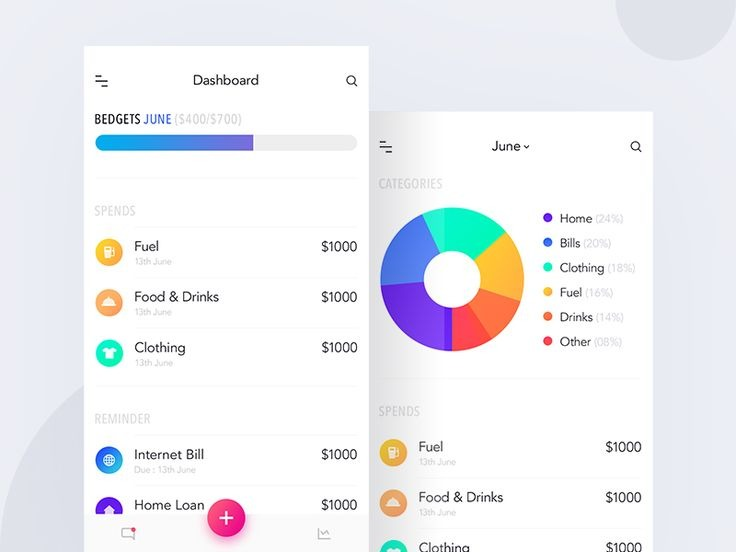 Dashboard
BEDGETS JUNE ($400/$700)
SPENDS
Fuel $1000
13th June
Food & Drinks $1000
13th June
Clothing $1000
13th June
REMINDER
Internet Bill $1000
Due : 13th June
Home Loan $1000
June
CATEGORIES
Home (24%)
Bills (20%)
Clothing (18%)
Fuel (16%)
Drinks (14%)
Other (08%)
SPENDS
Fuel $1000
13th June
Food & Drinks $1000
13th June
Clothing $1000